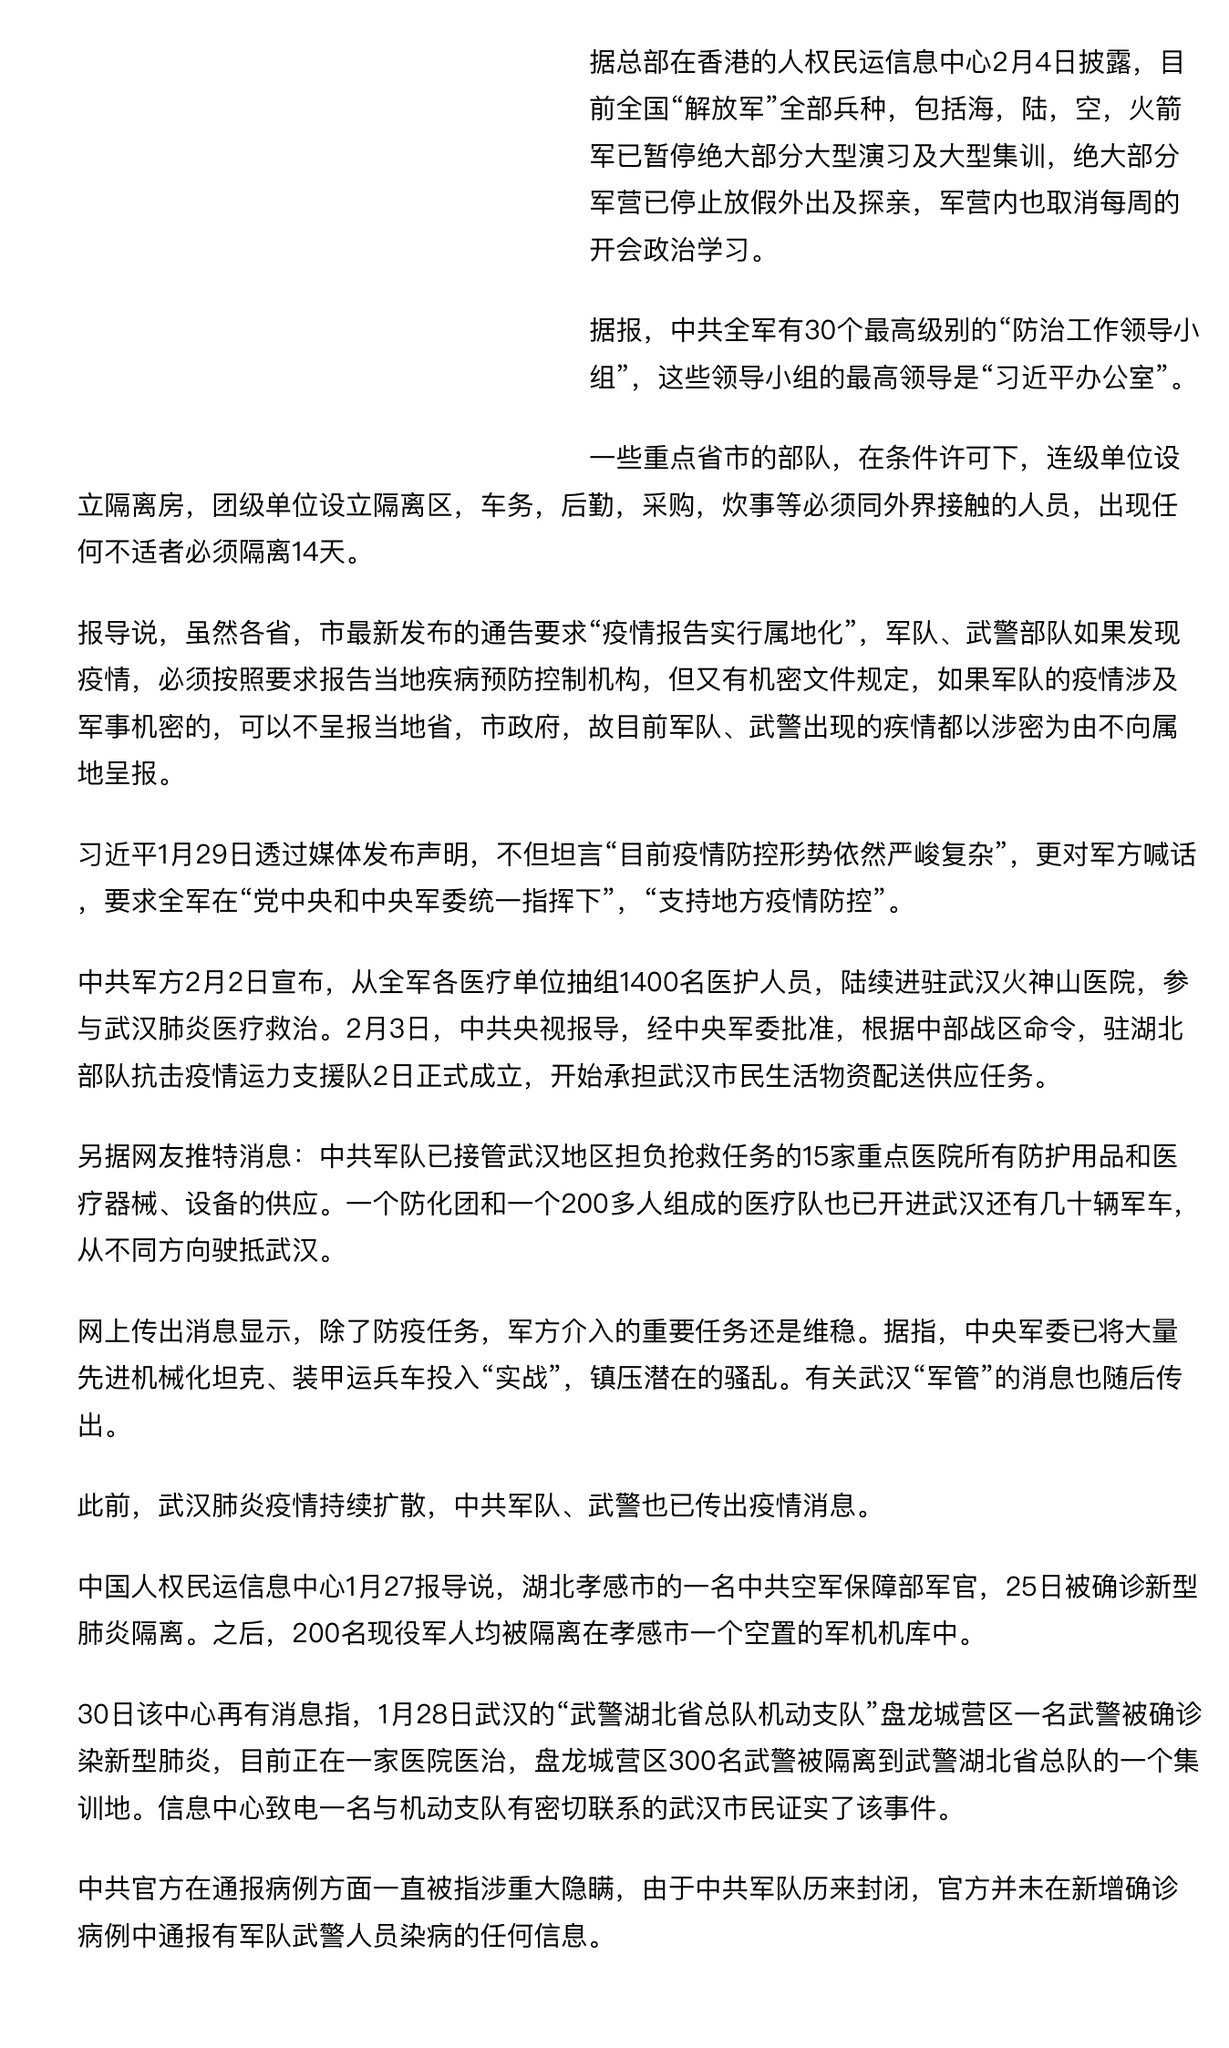 据总部在香港的人权民运信息中心2月4日披露，目
前全国“解放军”全部兵种，包括海，陆，空，火箭
军已暂停绝大部分大型演习及大型集训，绝大部分
军营已停止放假外出及探亲，军营内也取消每周的
开会政治学习。
据报，中共全军有30个最高级别的“防治工作领导小
组”，这些领导小组的最高领导是“习近平办公室”。
一些重点省市的部队，在条件许可下，连级单位设
立隔离房，团级单位设立隔离区，车务，后勤，采购，炊事等必须同外界接触的人员，出现任
何不适者必须隔离14天。
报导说，虽然各省，市最新发布的通告要求“疫情报告实行属地化”，军队、武警部队如果发现
疫情，必须按照要求报告当地疾病预防控制机构，但又有机密文件规定，如果军队的疫情涉及
军事机密的，可以不呈报当地省，市政府，故目前军队、武警出现的疾情都以涉密为由不向属
地呈报。
习近平1月29日透过媒体发布声明，不但坦言“目前疫情防控形势依然严峻复杂”，更对军方喊话
，要求全军在“党中央和中央军委统一指挥下”，“支持地方疫情防控”。
中共军方2月2日宣布，从全军各医疗单位抽组1400名医护人员，陆续进驻武汉火神山医院，参
与武汉肺炎医疗救治。2月3日，中共央视报导，经中央军委批准，根据中部战区命令，驻湖北
部队抗击疫情运力支援队2日正式成立，开始承担武汉市民生活物资配送供应任务。
另据网友推特消息：中共军队已接管武汉地区担负抢救任务的15家重点医院所有防护用品和医
疗器械、设备的供应。一个防化团和一个200多人组成的医疗队也已开进武汉还有几十辆军车，
从不同方向驶抵武汉。
网上传出消息显示，除了防疫任务，军方介入的重要任务还是维稳。据指，中央军委已将大量
先进机械化坦克、装甲运兵车投入“实战”，镇压潜在的骚乱。有关武汉“军管”的消息也随后传
出。
此前，武汉肺炎疫情持续扩散，中共军队、武警也已传出疫情消息。
中国人权民运信息中心1月27报导说，湖北孝感市的一名中共空军保障部军官，25日被确诊新型
肺炎隔离。之后，200名现役军人均被隔离在孝感市一个空置的军机机库中。
30日该中心再有消息指，1月28日武汉的“武警湖北省总队机动支队”盘龙城营区一名武警被确诊
染新型肺炎，目前正在一家医院医治，盘龙城营区300名武警被隔离到武警湖北省总队的一个集
训地。信息中心致电一名与机动支队有密切联系的武汉市民证实了该事件。
中共官方在通报病例方面一直被指涉重大隐瞒，由于中共军队历来封闭，官方并未在新增确诊
病例中通报有军队武警人员染病的任何信息。